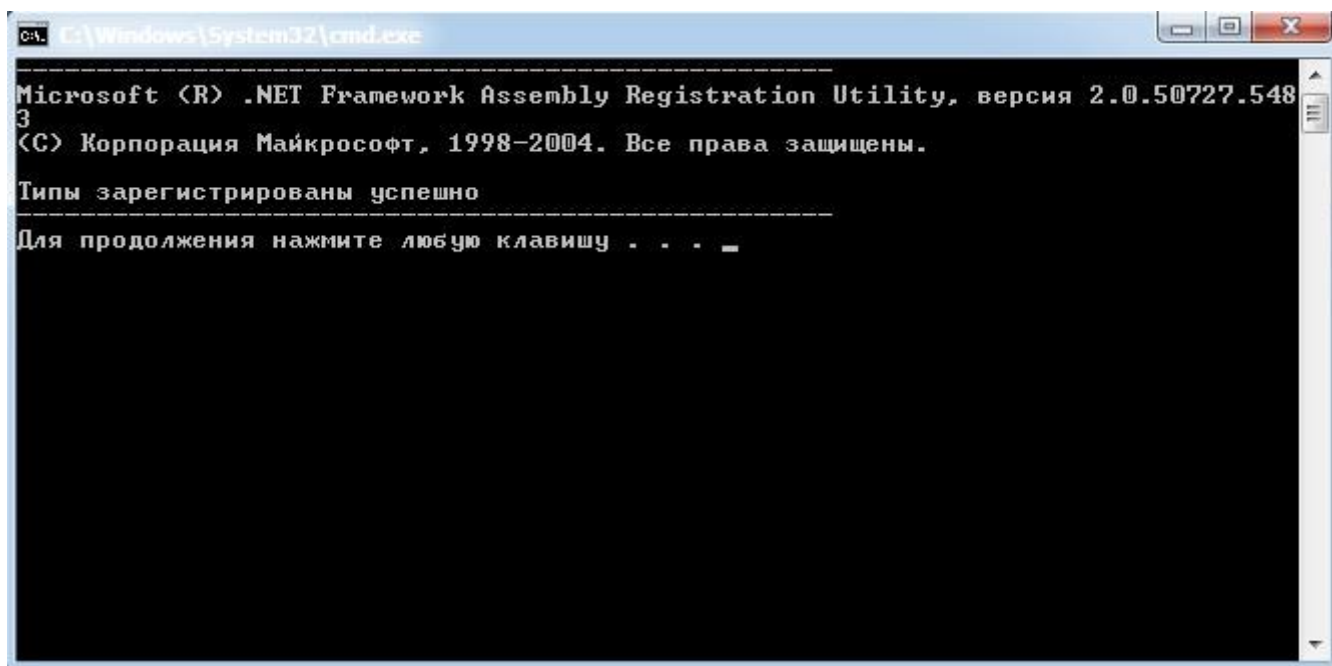 C:\Windows\System32\cmd.exe
----------------------------------------------------
Microsoft (R) .NET Framework Assembly Registration Utility, версия 2.0.50727.548
3
(C) Корпорация Майкрософт, 1998-2004. Все права защищены.
Типы зарегистрированы успешно
----------------------------------------------------
Для продолжения нажмите любую клавишу . . . _